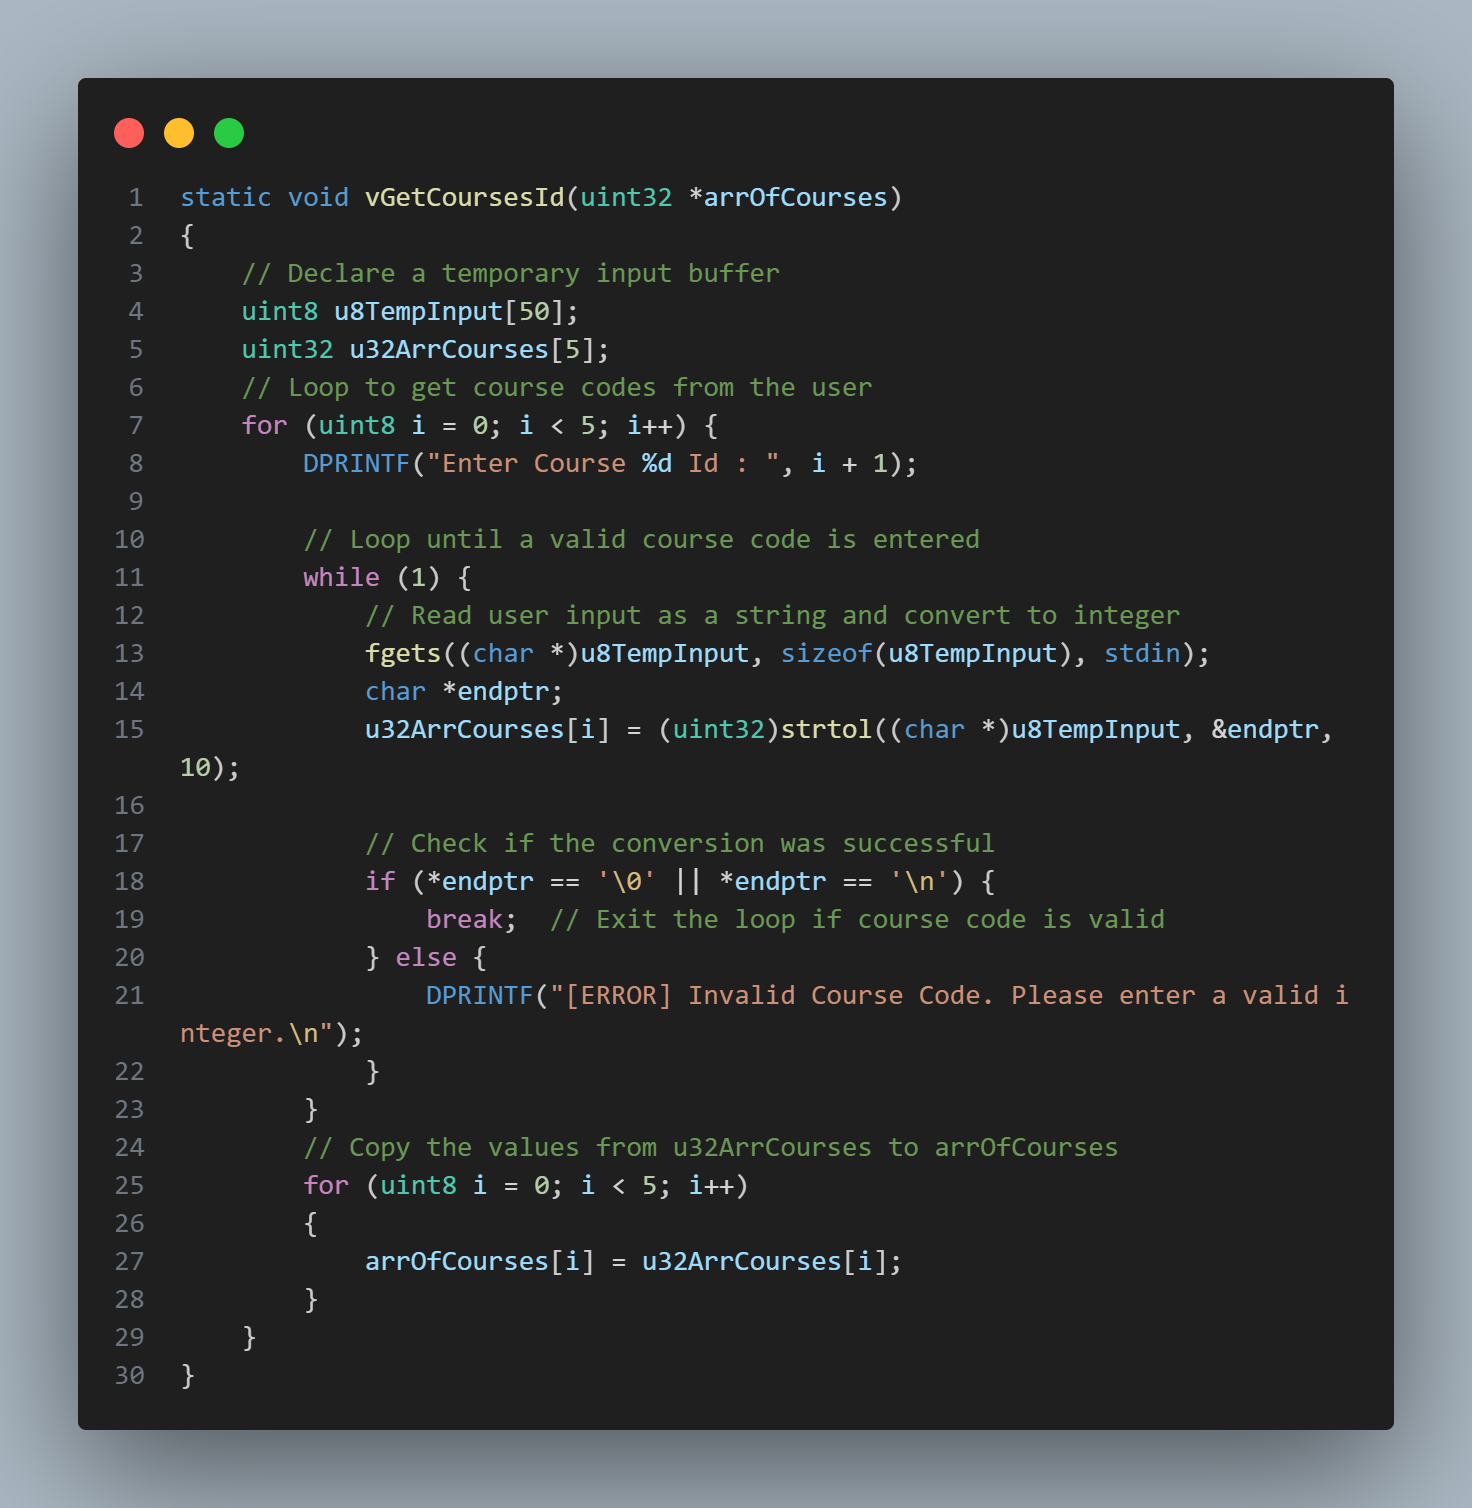 1 static void vGetCoursesId(uint32 *arrOfCourses)
2 {
3     // Declare a temporary input buffer
4     uint8 u8TempInput[50];
5     uint32 u32ArrCourses[5];
6     // Loop to get course codes from the user
7     for (uint8 i = 0; i < 5; i++) {
8         DPRINTF("Enter Course %d Id : ", i + 1);
9
10         // Loop until a valid course code is entered
11         while (1) {
12             // Read user input as a string and convert to integer
13             fgets((char *)u8TempInput, sizeof(u8TempInput), stdin);
14             char *endptr;
15             u32ArrCourses[i] = (uint32)strtol((char *)u8TempInput, &endptr,
10);
16
17             // Check if the conversion was successful
18             if (*endptr == '\0' || *endptr == '\n') {
19                 break;  // Exit the loop if course code is valid
20             } else {
21                 DPRINTF("[ERROR] Invalid Course Code. Please enter a valid i
nteger.\n");
22             }
23         }
24         // Copy the values from u32ArrCourses to arrOfCourses
25         for (uint8 i = 0; i < 5; i++)
26         {
27             arrOfCourses[i] = u32ArrCourses[i];
28         }
29     }
30 }